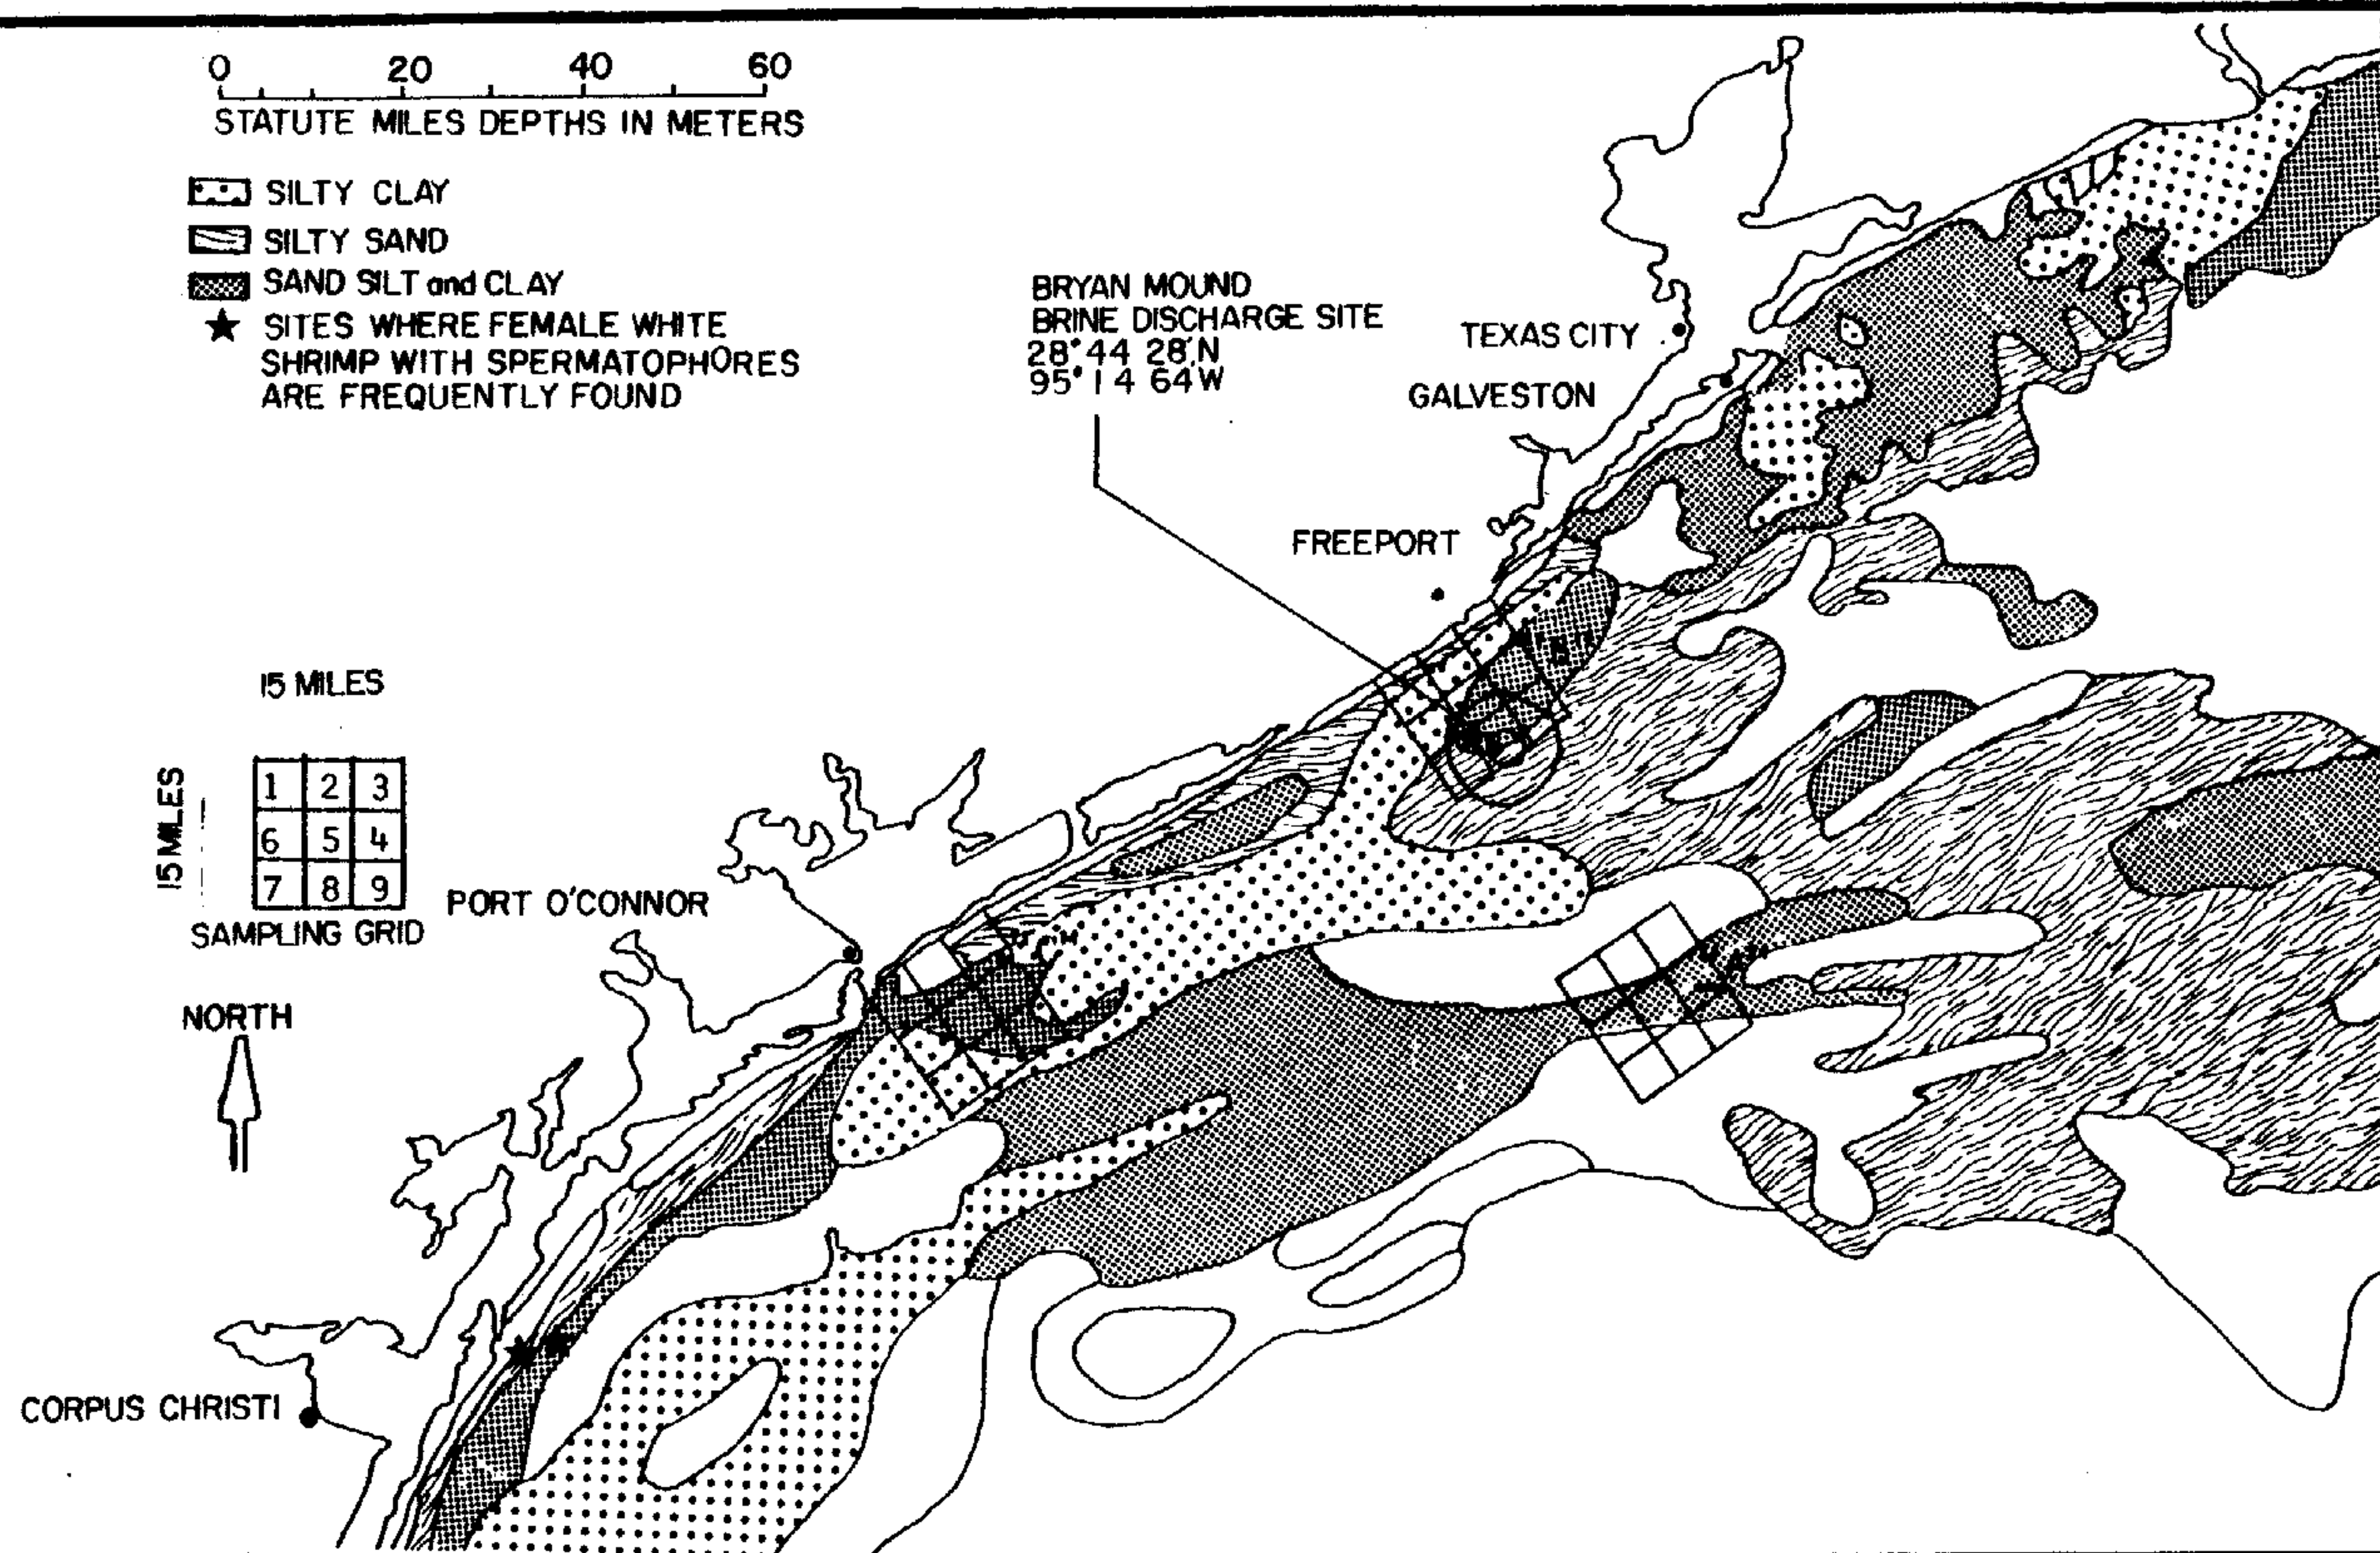 0 20 40 60
STATUTE MILES DEPTHS IN METERS
SILTY CLAY
SILTY SAND
SAND SILT and CLAY
SITES WHERE FEMALE WHITE
SHRIMP WITH SPERMATOPHORES
ARE FREQUENTLY FOUND
BRYAN MOUND
BRINE DISCHARGE SITE
28°44 28'.N
95°14 64'W
TEXAS CITY
GALVESTON
FREEPORT
15 MILES
15 MILES
1 2 3
6 5 4
7 8 9
SAMPLING GRID
PORT O'CONNOR
NORTH
CORPUS CHRISTI